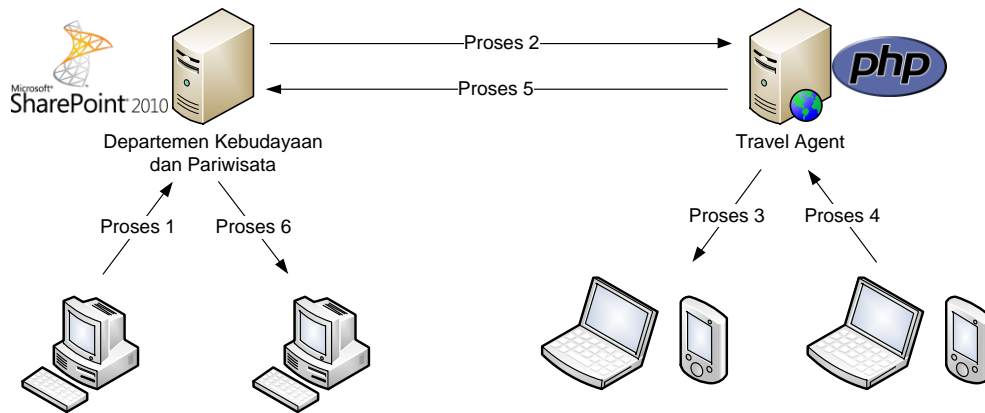 Proses 2
Microsoft®
SharePoint® 2010
php
Proses 5
Departemen Kebudayaan
dan Pariwisata
Travel Agent
Proses 1
Proses 6
Proses 3
Proses 4